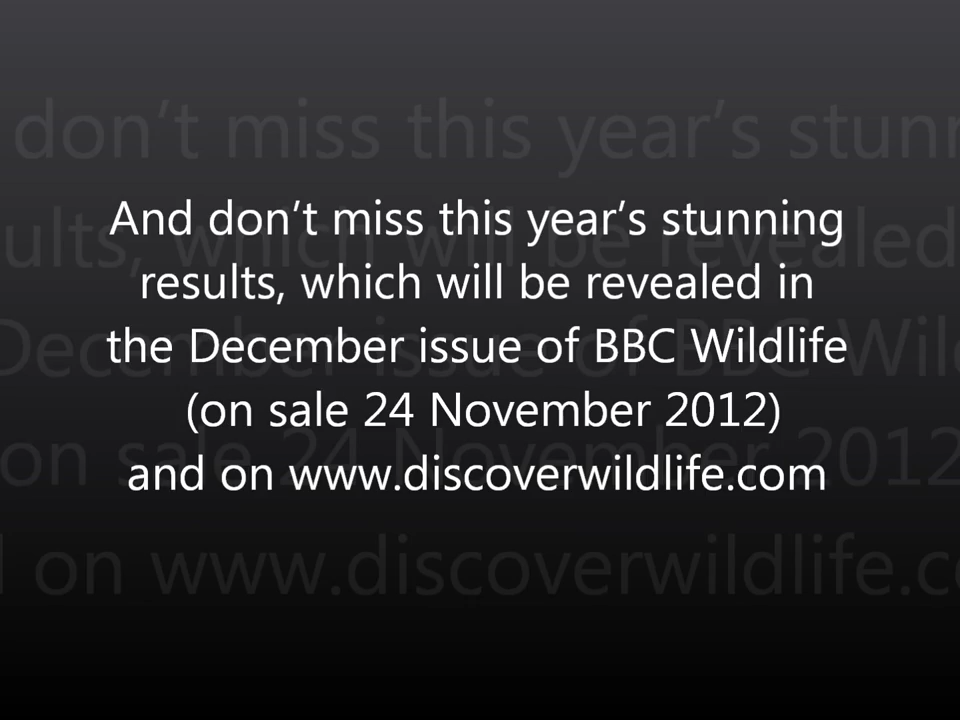 And don’t miss this year’s stunning
results, which will be revealed in
the December issue of BBC Wildlife
(on sale 24 November 2012)
and on www.discoverwildlife.com